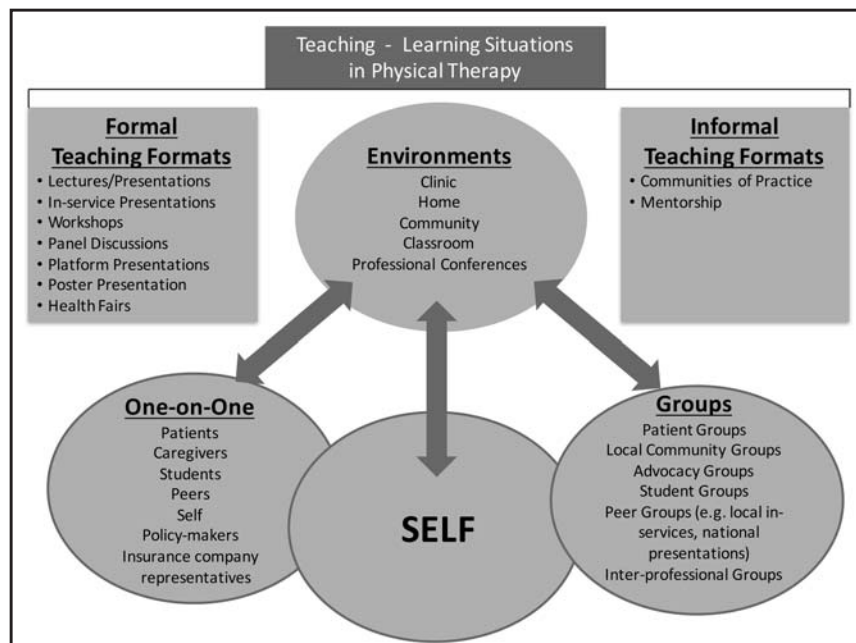 Teaching - Learning Situations
in Physical Therapy
Formal
Teaching Formats
• Lectures/Presentations
• In-service Presentations
• Workshops
• Panel Discussions
• Platform Presentations
• Poster Presentation
• Health Fairs
Environments
Clinic
Home
Community
Classroom
Professional Conferences
Informal
Teaching Formats
• Communities of Practice
• Mentorship
One-on-One
Patients
Caregivers
Students
Peers
Self
Policy-makers
Insurance company
representatives
SELF
Groups
Patient Groups
Local Community Groups
Advocacy Groups
Student Groups
Peer Groups (e.g. local in-
services, national
presentations)
Inter-professional Groups